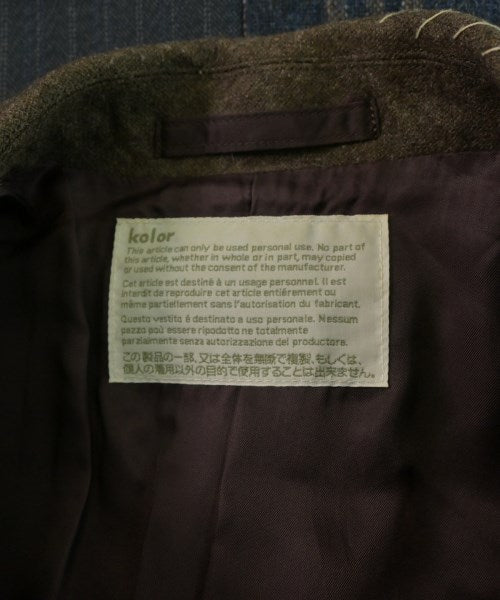 kolor
This article can only be used personal use. No part of
this article, whether in whole or in part, may copied
or used without the consent of the manufacturer.
Cet article est destiné à un usage personnel. Il est
interdit de reproduire cet article entiérement ou
même partiement sans l'autorisation du fabricant.
Questo vestito é destinato a uso personale. Nessum
pezzo poù essere ripodotto ne totalmente
parzialmente senza autorizzazione del productore.
この製品の一部、又は全体を無断で複製、もしくは、
個人の着用以外の目的で使用することは出来ません。